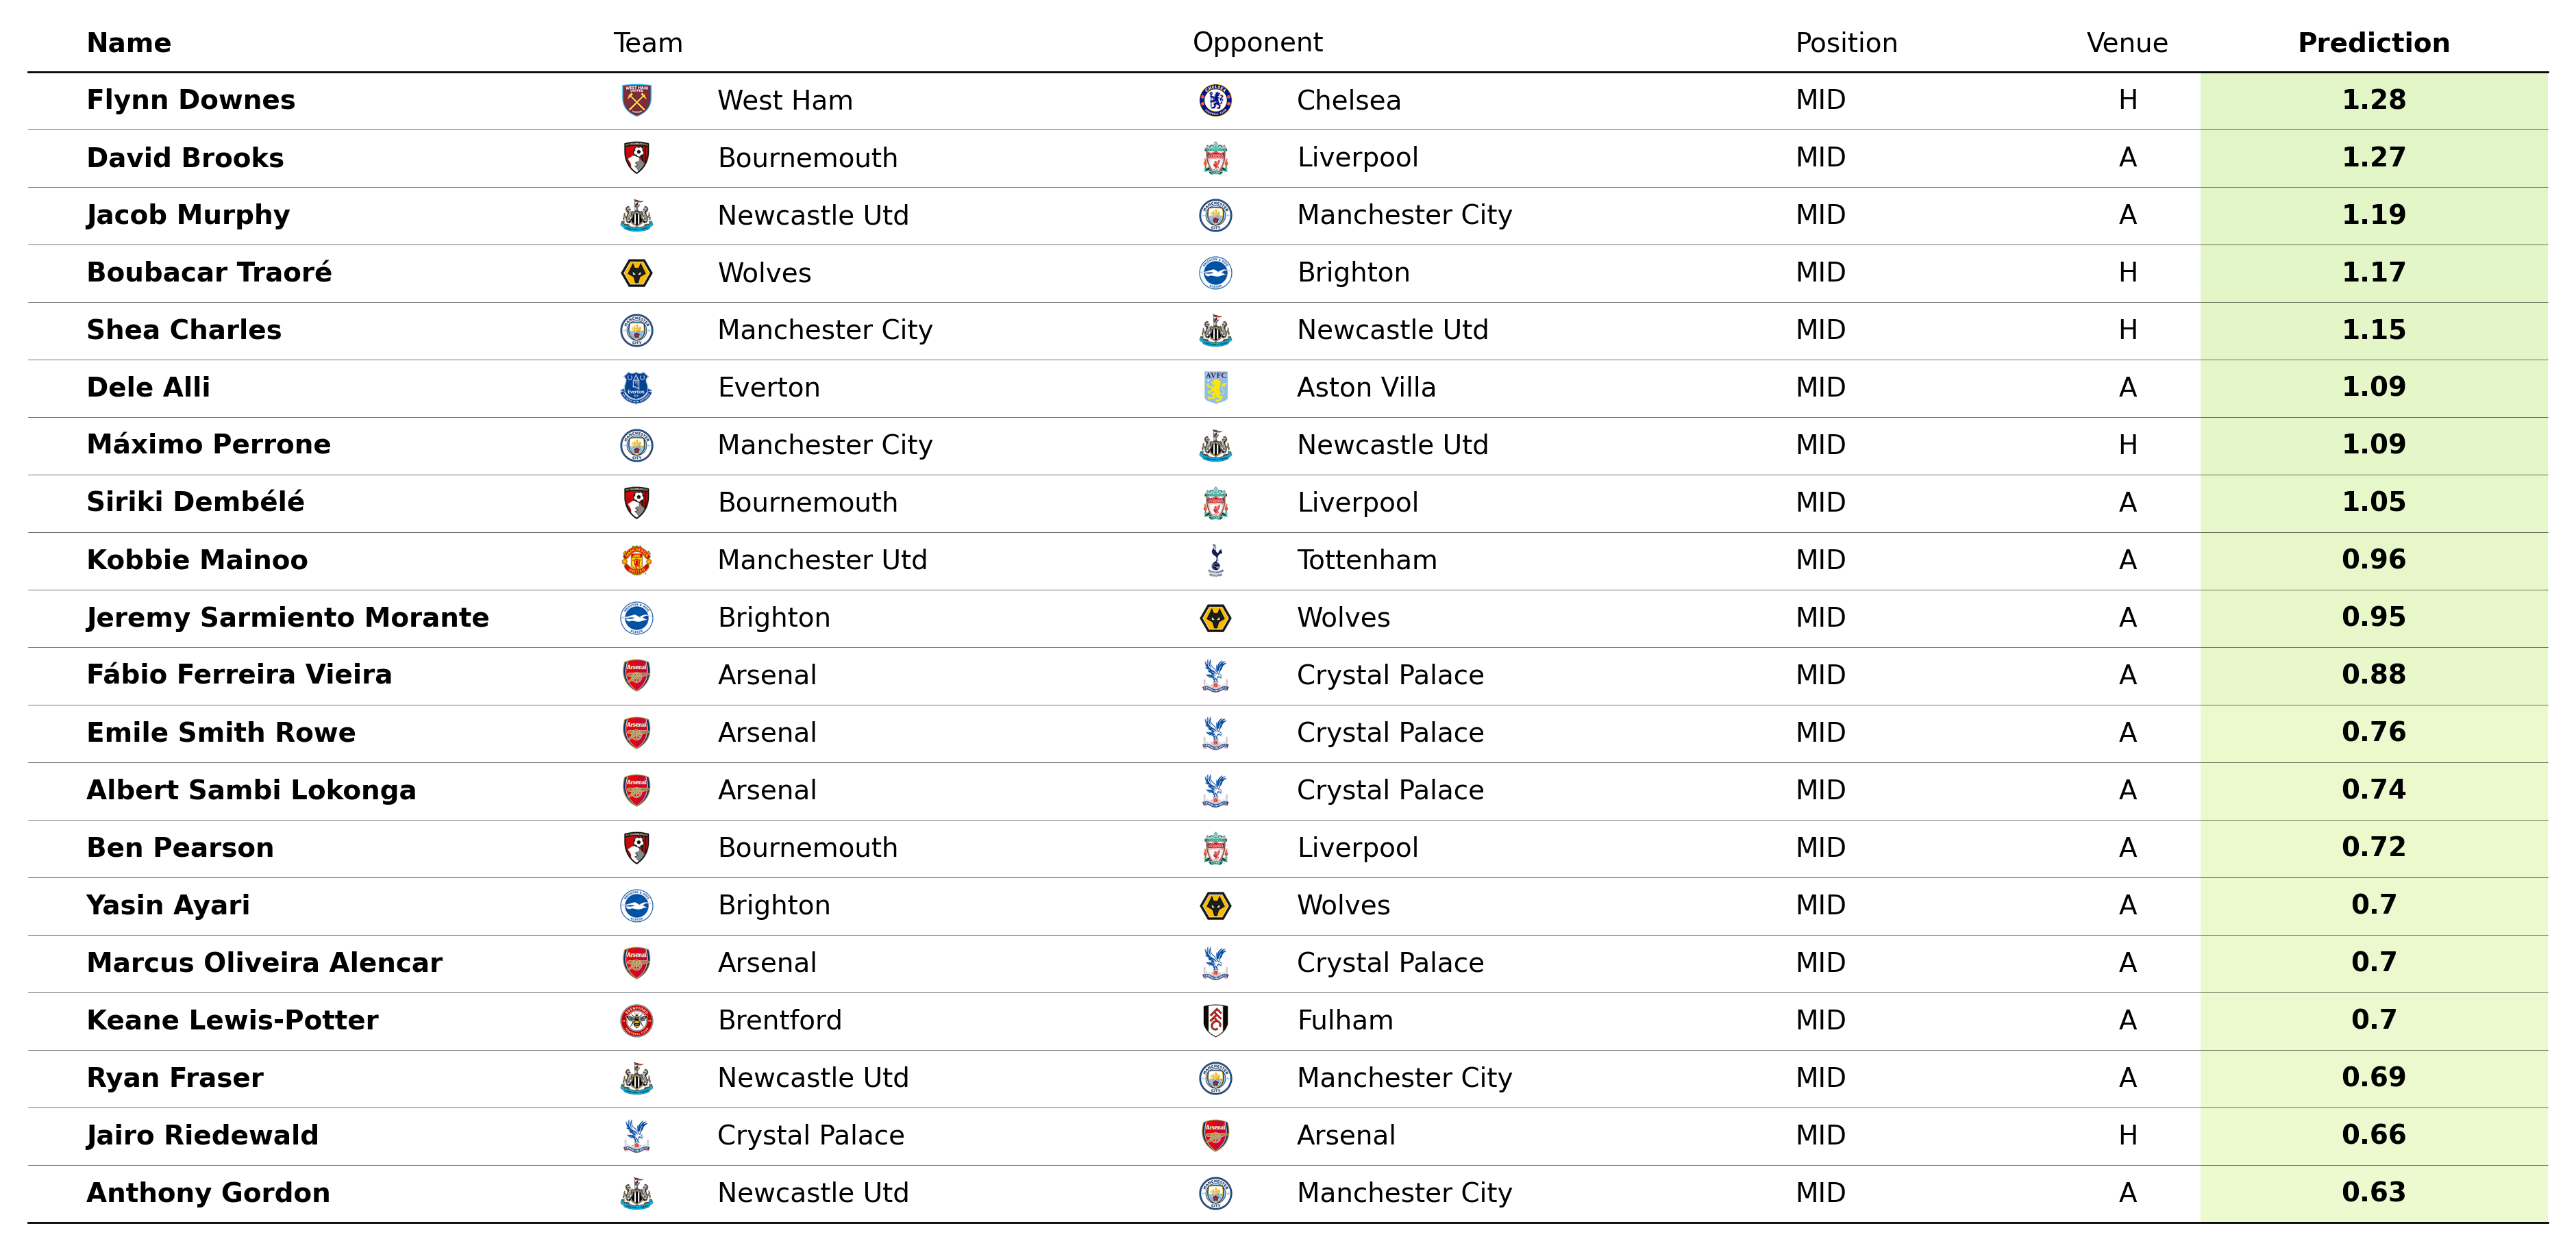 Name Team Opponent Position Venue Prediction
Flynn Downes West Ham Chelsea MID H 1.28
David Brooks Bournemouth Liverpool MID A 1.27
Jacob Murphy Newcastle Utd Manchester City MID A 1.19
Boubacar Traoré Wolves Brighton MID H 1.17
Shea Charles Manchester City Newcastle Utd MID H 1.15
Dele Alli Everton Aston Villa MID A 1.09
Máximo Perrone Manchester City Newcastle Utd MID H 1.09
Siriki Dembélé Bournemouth Liverpool MID A 1.05
Kobbie Mainoo Manchester Utd Tottenham MID A 0.96
Jeremy Sarmiento Morante Brighton Wolves MID A 0.95
Fábio Ferreira Vieira Arsenal Crystal Palace MID A 0.88
Emile Smith Rowe Arsenal Crystal Palace MID A 0.76
Albert Sambi Lokonga Arsenal Crystal Palace MID A 0.74
Ben Pearson Bournemouth Liverpool MID A 0.72
Yasin Ayari Brighton Wolves MID A 0.7
Marcus Oliveira Alencar Arsenal Crystal Palace MID A 0.7
Keane Lewis-Potter Brentford Fulham MID A 0.7
Ryan Fraser Newcastle Utd Manchester City MID A 0.69
Jairo Riedewald Crystal Palace Arsenal MID H 0.66
Anthony Gordon Newcastle Utd Manchester City MID A 0.63